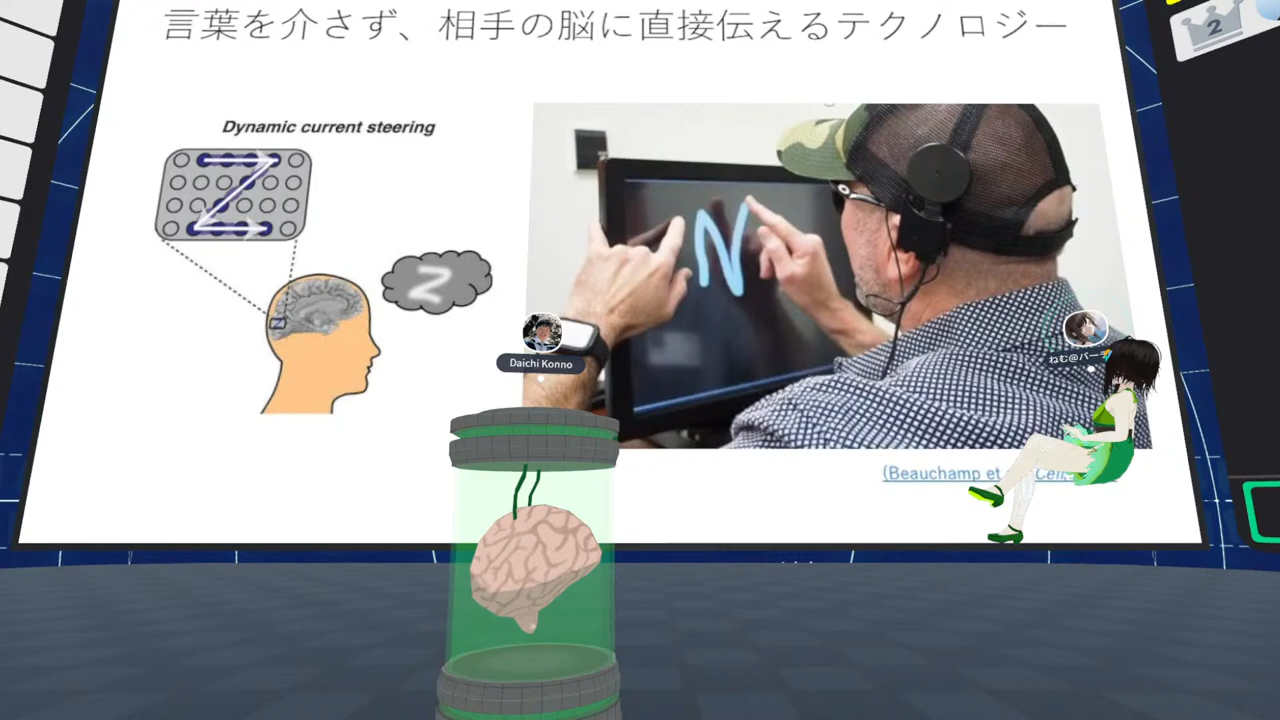 言葉を介さず、相手の脳に直接伝えるテクノロジー
2
Dynamic current steering
Z
Z
N
Daichi Konno
ねむ@バーチ
(Beauchamp et
Cell,